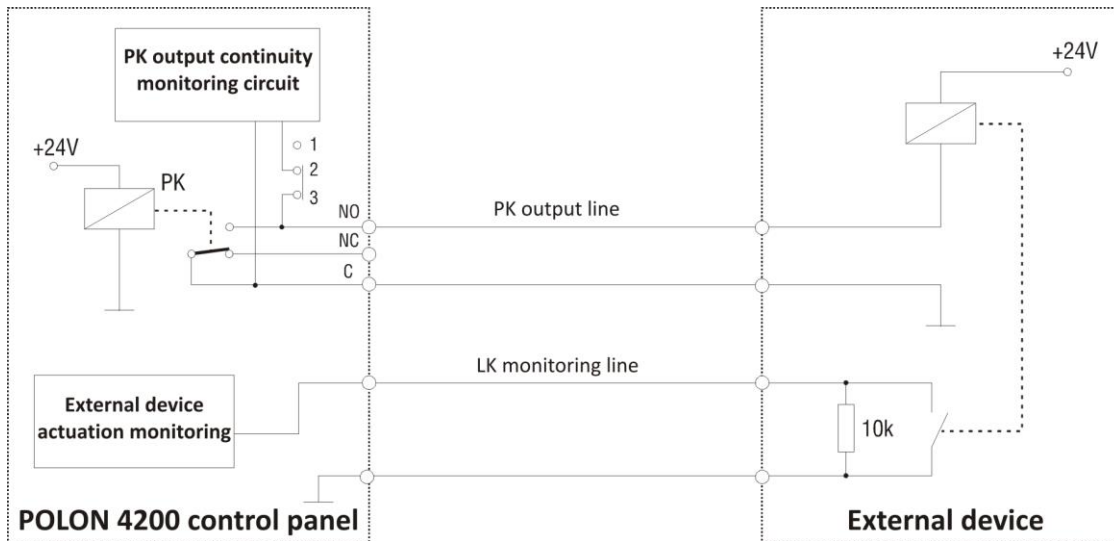 PK output continuity
monitoring circuit
+24V
PK
1
2
3
NO
NC
C
PK output line
+24V
External device
actuation monitoring
LK monitoring line
10k
POLON 4200 control panel
External device